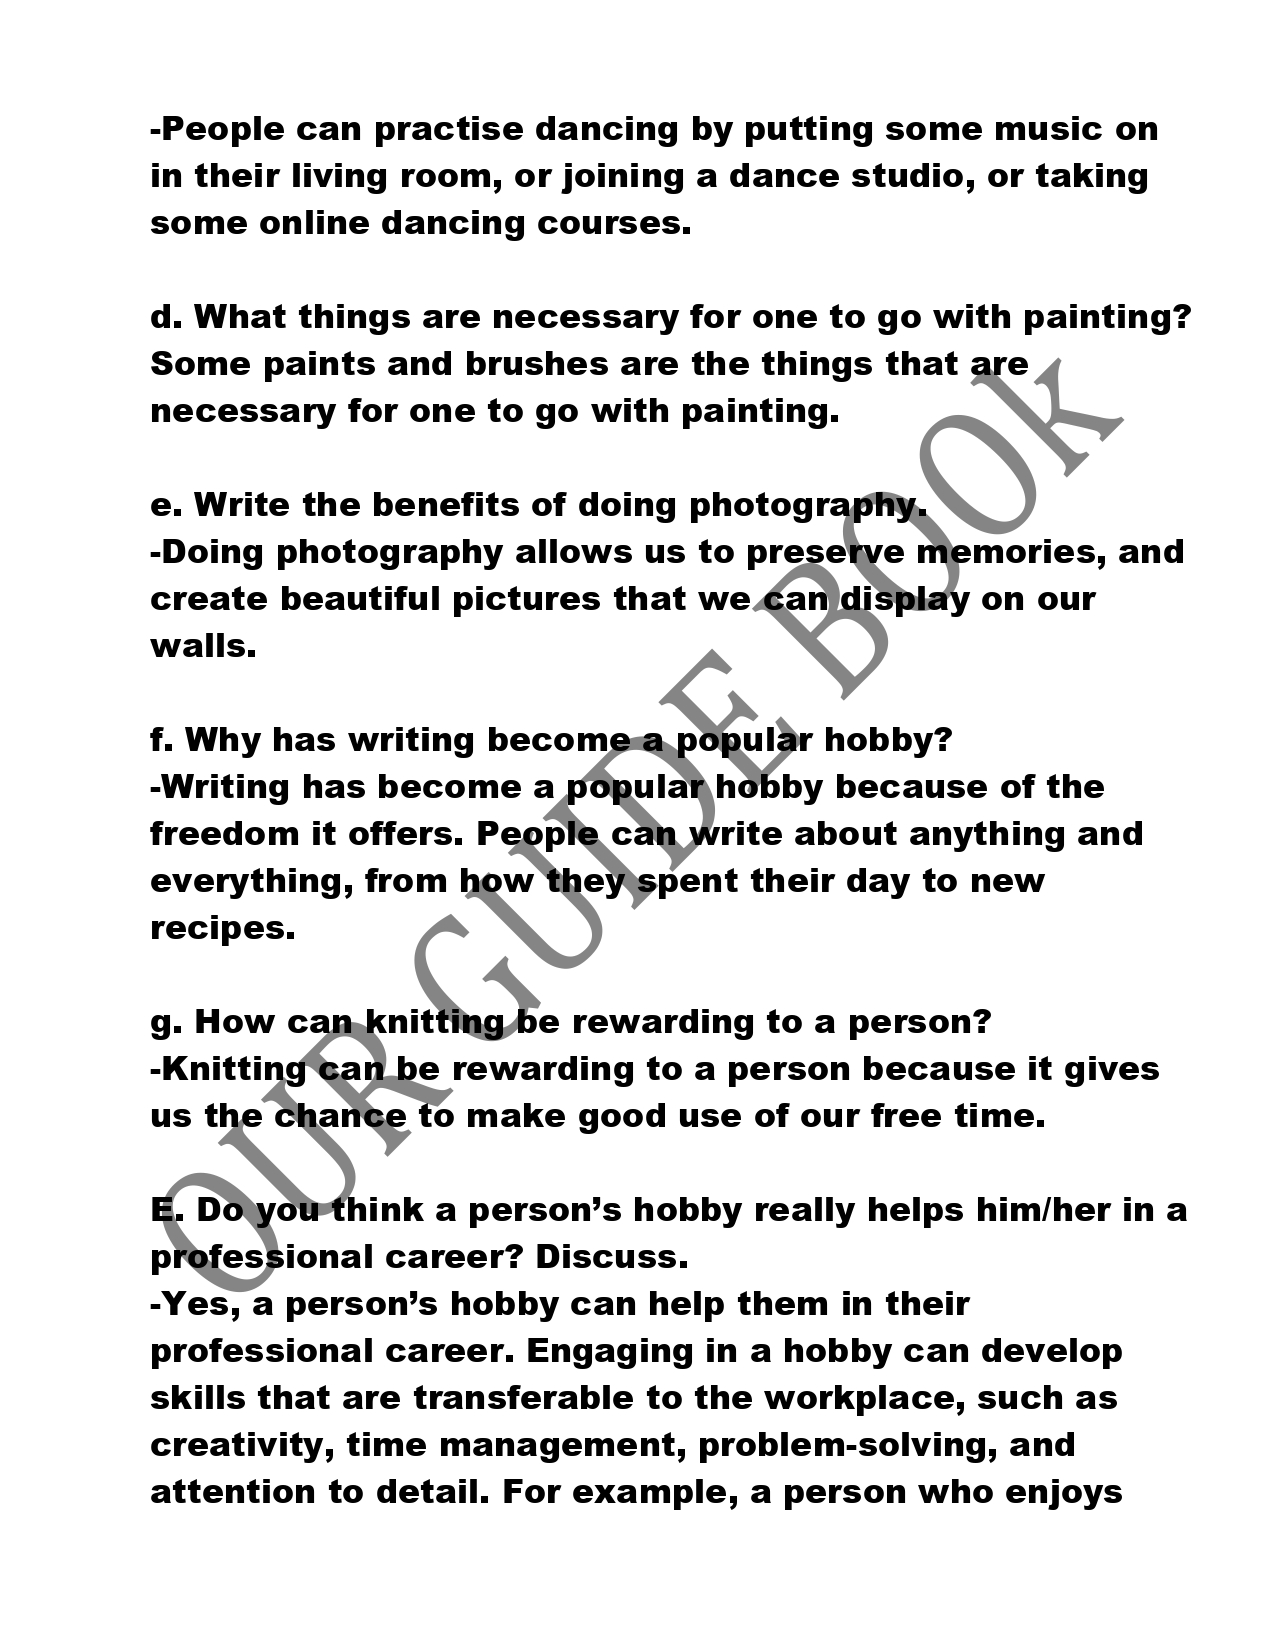 -People can practise dancing by putting some music on
in their living room, or joining a dance studio, or taking
some online dancing courses.
d. What things are necessary for one to go with painting?
Some paints and brushes are the things that are
necessary for one to go with painting.
e. Write the benefits of doing photography.
-Doing photography allows us to preserve memories, and
create beautiful pictures that we can display on our
walls.
f. Why has writing become a popular hobby?
-Writing has become a popular hobby because of the
freedom it offers. People can write about anything and
everything, from how they spent their day to new
recipes.
g. How can knitting be rewarding to a person?
-Knitting can be rewarding to a person because it gives
us the chance to make good use of our free time.
E. Do you think a person’s hobby really helps him/her in a
professional career? Discuss.
-Yes, a person’s hobby can help them in their
professional career. Engaging in a hobby can develop
skills that are transferable to the workplace, such as
creativity, time management, problem-solving, and
attention to detail. For example, a person who enjoys
OUR GUIDE BOOk